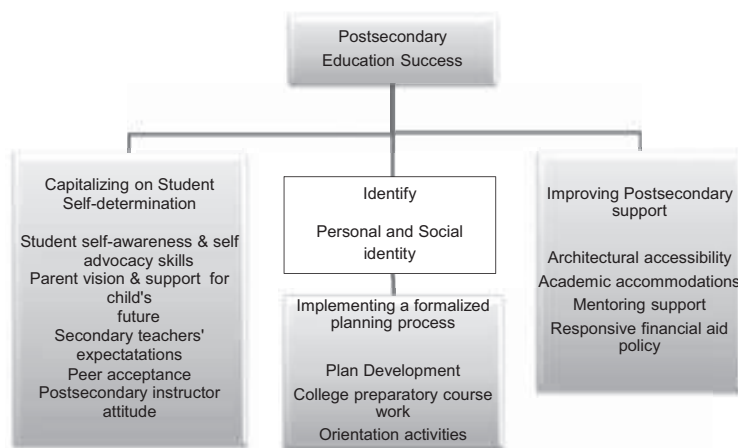 Postsecondary
Education Success
Capitalizing on Student
Self-determination
Student self-awareness & self
advocacy skills
Parent vision & support for
child's
future
Secondary teachers'
expectatations
Peer acceptance
Postsecondary instructor
attitude
Identify
Personal and Social
identity
Implementing a formalized
planning process
Plan Development
College preparatory course
work
Orientation activities
Improving Postsecondary
support
Architectural accessibility
Academic accommodations
Mentoring support
Responsive financial aid
policy